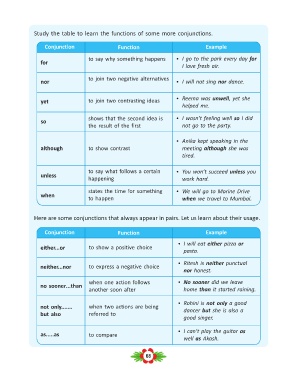 Study the table to learn the functions of some more conjunctions.
Conjunction Function Example
for to say why something happens • I go to the park every day for
I love fresh air.
nor to join two negative alternatives • I will not sing nor dance.
yet to join two contrasting ideas • Reema was unwell, yet she
helped me.
so shows that the second idea is
the result of the first • I wasn't feeling well so I did
not go to the party.
although to show contrast • Anika kept speaking in the
meeting although she was
tired.
unless to say what follows a certain
happening • You won't succeed unless you
work hard.
when states the time for something
to happen • We will go to Marine Drive
when we travel to Mumbai.
Here are some conjunctions that always appear in pairs. Let us learn about their usage.
Conjunction Function Example
either...or to show a positive choice • I will eat either pizza or
pasta.
neither...nor to express a negative choice • Ritesh is neither punctual
nor honest.
no sooner...than when one action follows
another soon after • No sooner did we leave
home than it started raining.
not only.......
but also when two actions are being
referred to • Rohini is not only a good
dancer but she is also a
good singer.
as.....as to compare • I can't play the guitar as
well as Akash.
68